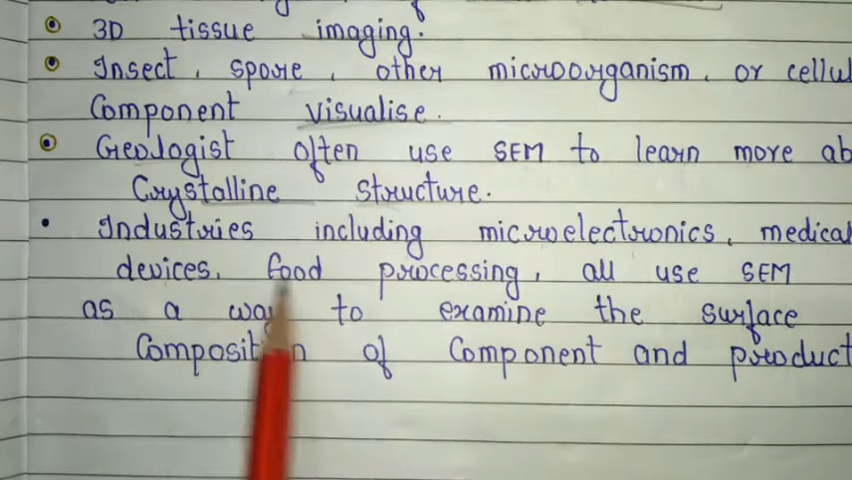 3D tissue imaging.
Insect, spore, other microorganism, or cellul
Component visualise.
Geologist often use SEM to learn more ab
Crystalline structure.
Industries including microelectronics, medical
devices, food processing, all use SEM
as a way to examine the surface
Composition of Component and product